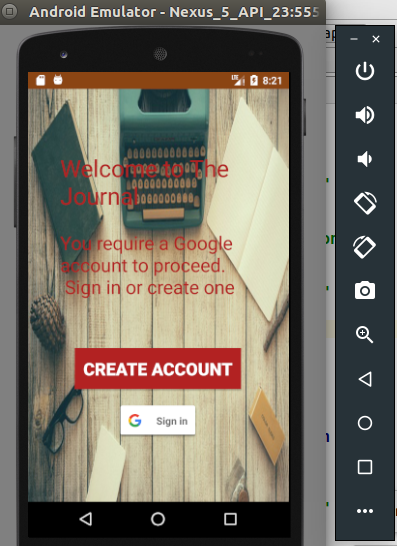 Android Emulator - Nexus_5_API_23:555
LTE
8:21
Welcome to The
Journal
You require a Google
account to proceed.
Sign in or create one
CREATE ACCOUNT
G Sign in